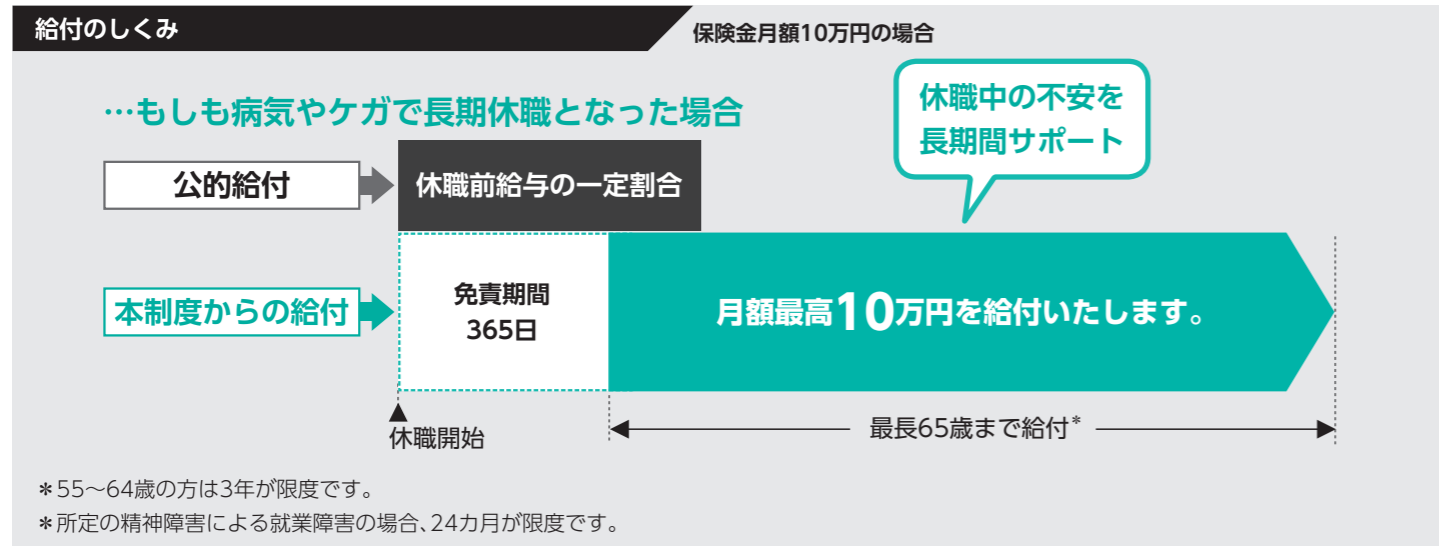 給付のしくみ
保険金月額10万円の場合
…もしも病気やケガで長期休職となった場合
休職中の不安を
長期間サポート
公的給付
休職前給与の一定割合
本制度からの給付
免責期間
365日
月額最高10万円を給付いたします。
▲
休職開始
最長65歳まで給付*
＊55〜64歳の方は3年が限度です。
＊所定の精神障害による就業障害の場合、24カ月が限度です。